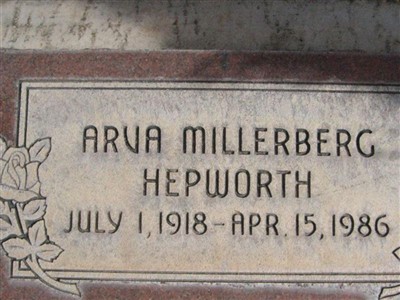 ARVA MILLERBERG
HEPWORTH
JULY 1, 1918 - APR. 15, 1986